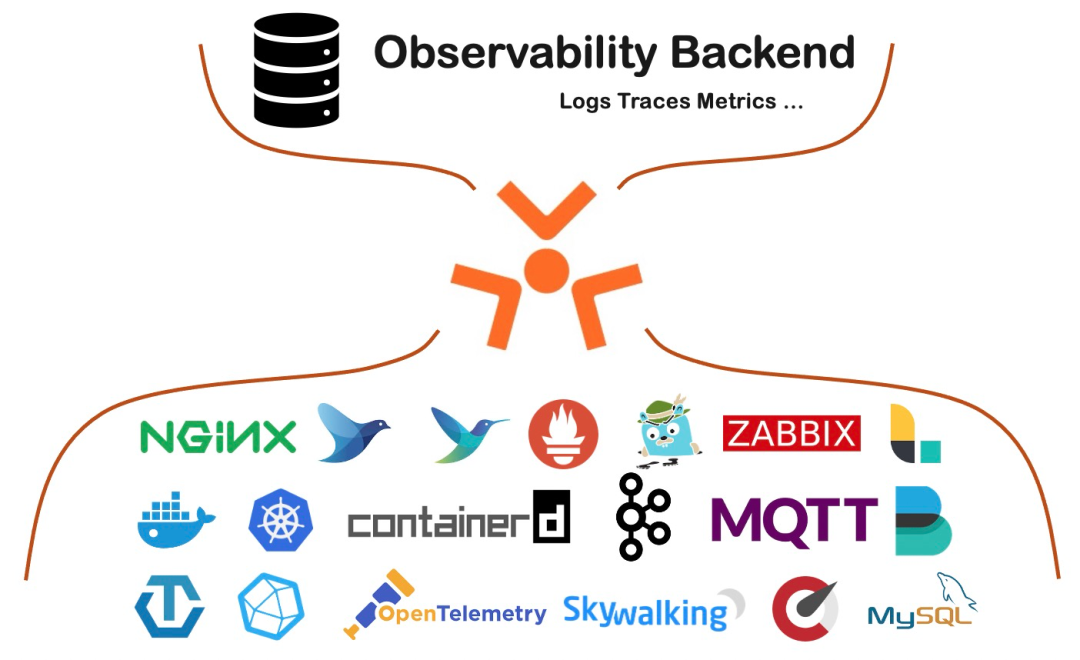 Observability Backend
Logs Traces Metrics ...
NGINX
ZABBIX
containerd
MQTT
OpenTelemetry
Skywalking
MySQL